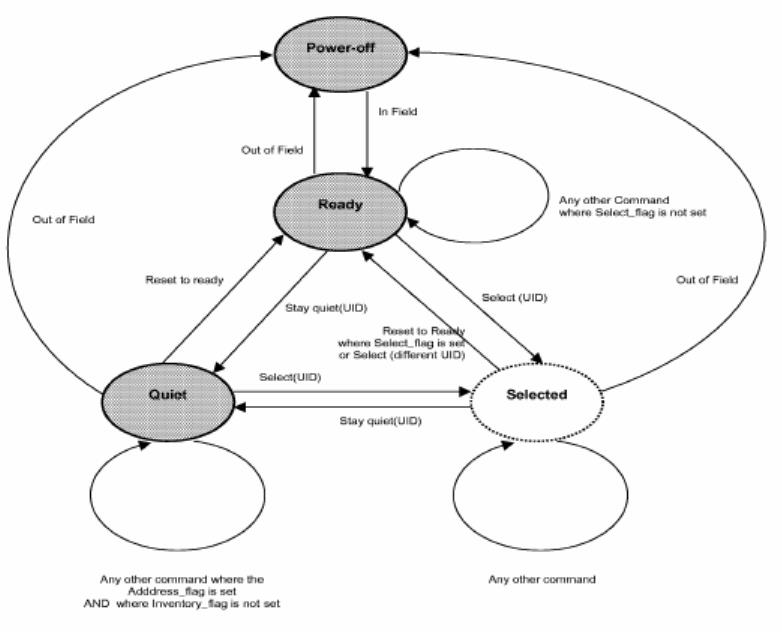 Power-off
In Field
Out of Field
Ready
Any other Command
where Select_flag is not set
Out of Field
Out of Field
Reset to ready
Select (UID)
Stay quiet(UID)
Reset to Ready
where Select_flag is set
or Select (different UID)
Quiet
Select(UID)
Selected
Stay quiet(UID)
Any other command where the
Adddress_flag is set
AND where Inventory_flag is not set
Any other command